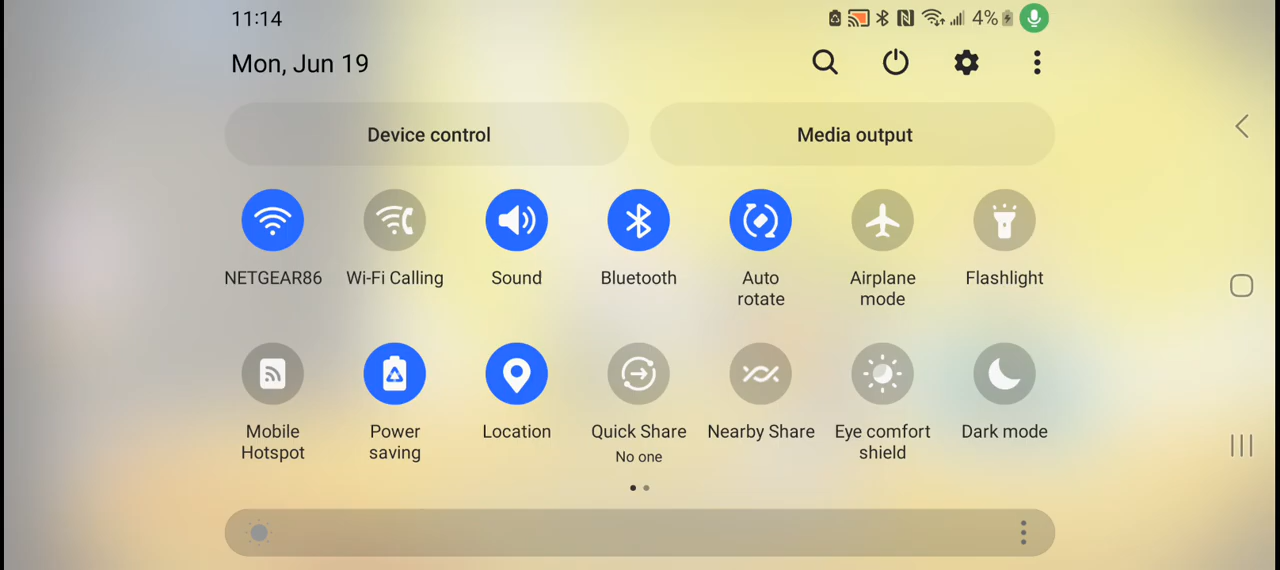 11:14 4%
Mon, Jun 19
Device control Media output
NETGEAR86 Wi-Fi Calling Sound Bluetooth Auto rotate Airplane mode Flashlight
Mobile Hotspot Power saving Location Quick Share No one Nearby Share Eye comfort shield Dark mode